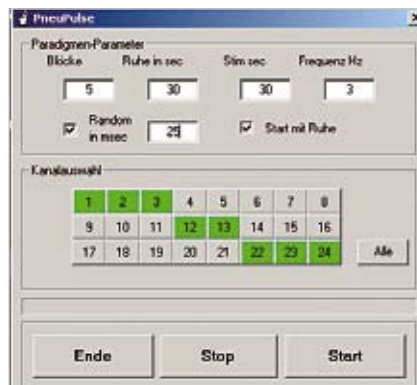 PneuPulse
Paradigmen-Parameter
Blöcke Ruhe in sec Stim sec Frequenz Hz
5 30 30 3
Random in msec 25 Start mit Ruhe
Kanalauswahl
1 2 3 4 5 6 7 8
9 10 11 12 13 14 15 16
17 18 19 20 21 22 23 24 Alle
Ende Stop Start